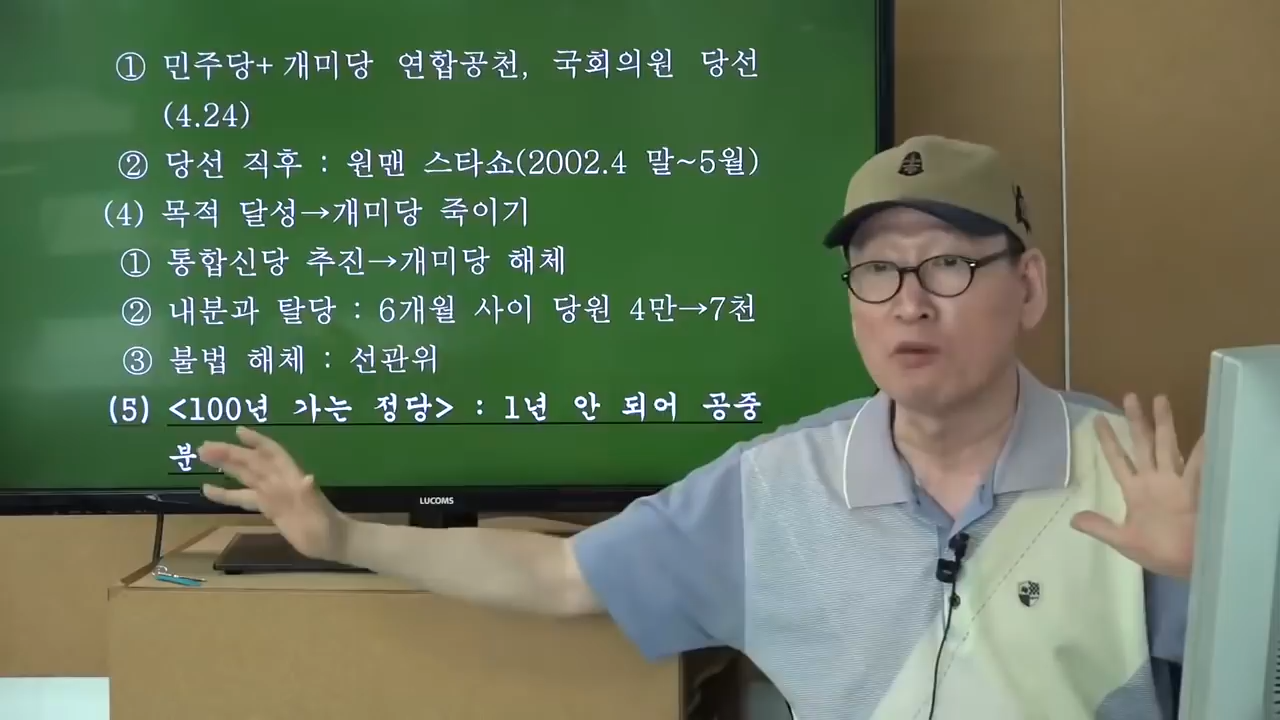 ① 민주당+개미당 연합공천, 국회의원 당선
(4.24)
② 당선 직후 : 원맨 스타쇼(2002.4 말~5월)
(4) 목적 달성→개미당 죽이기
① 통합신당 추진→개미당 해체
② 내분과 탈당 : 6개월 사이 당원 4만→7천
③ 불법 해체 : 선관위
(5) <100년 가는 정당> : 1년 안 되어 공중
분
LUCOMS